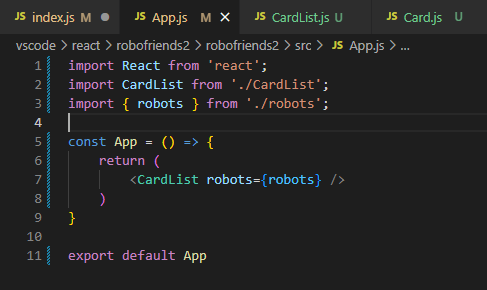 JS index.js M JS App.js M JS CardList.js U JS Card.js U
vscode > react > robofriends2 > robofriends2 > src > JS App.js > ...
1 import React from 'react';
2 import CardList from './CardList';
3 import { robots } from './robots';
4
5 const App = () => {
6 return (
7 <CardList robots={robots} />
8 )
9 }
10
11 export default App